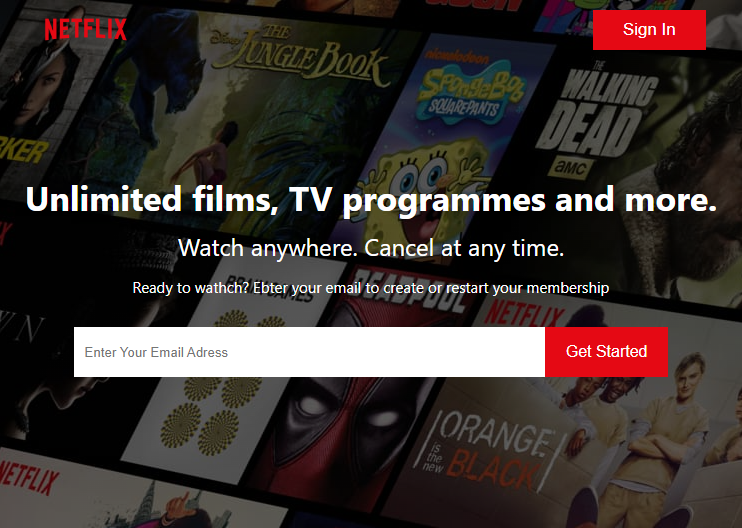 NETFLIX
Sign In
Disney
THE
JUNGLE BOOK
nickelodeon
SpongeBob
SQUAREPANTS
THE
WALKING
DEAD
amc
Unlimited films, TV programmes and more.
Watch anywhere. Cancel at any time.
Ready to wathch? Ebter your email to create or restart your membership
DEADPOOL
NETFLIX
Enter Your Email Adress
Get Started
ORANGE
is
the
new
BLACK
NETFLIX